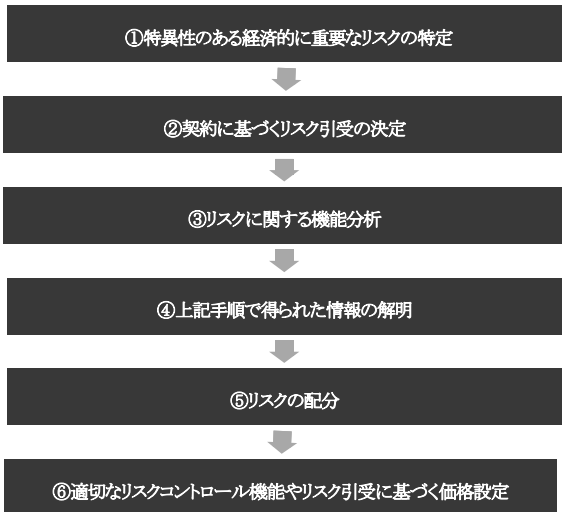 ①特異性のある経済的に重要なリスクの特定
②契約に基づくリスク引受の決定
③リスクに関する機能分析
④上記手順で得られた情報の解明
⑤リスクの配分
⑥適切なリスクコントロール機能やリスク引受に基づく価格設定